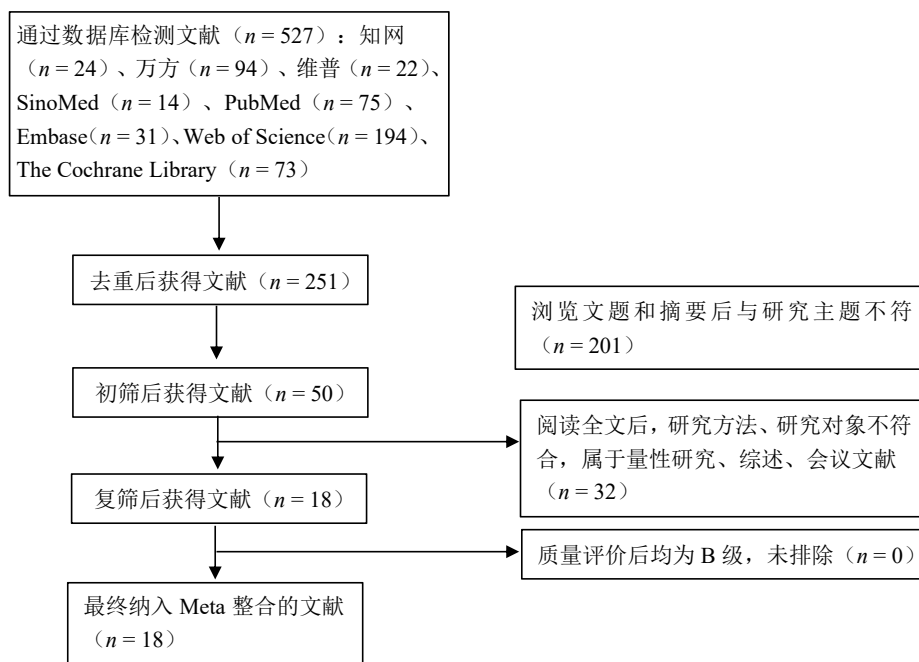 通过数据库检测文献（n = 527）：知网
（n = 24）、万方（n = 94）、维普（n = 22）、
SinoMed（n = 14）、PubMed（n = 75）、
Embase（n = 31）、Web of Science（n = 194）、
The Cochrane Library（n = 73）
去重后获得文献（n = 251）
浏览文题和摘要后与研究主题不符
（n = 201）
初筛后获得文献（n = 50）
阅读全文后，研究方法、研究对象不符
合，属于量性研究、综述、会议文献
（n = 32）
复筛后获得文献（n = 18）
质量评价后均为 B 级，未排除（n = 0）
最终纳入 Meta 整合的文献
（n = 18）